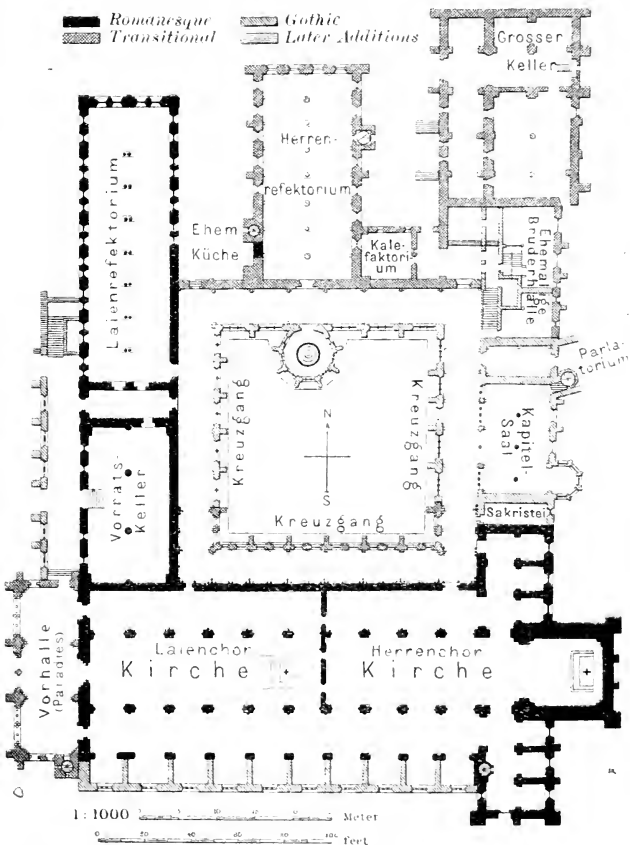 Romanesque
Transitional
Gothic
Later Additions
Grosser
Keller
Herren-
refektorium
Laienrefektorium
Ehem
Küche
Kale-
faktori-
um
Ehemalige
Bruderhalle
Parla-
torium
Kreuzgang
Kreuzgang
N
S
Kreuzgang
Kapitel-
Saal
Sakristei
Vorrats-
Keller
Vorhalle
(Paradies)
Laienchor
Kirche
Herrenchor
Kirche
1:1000
Meter
feet